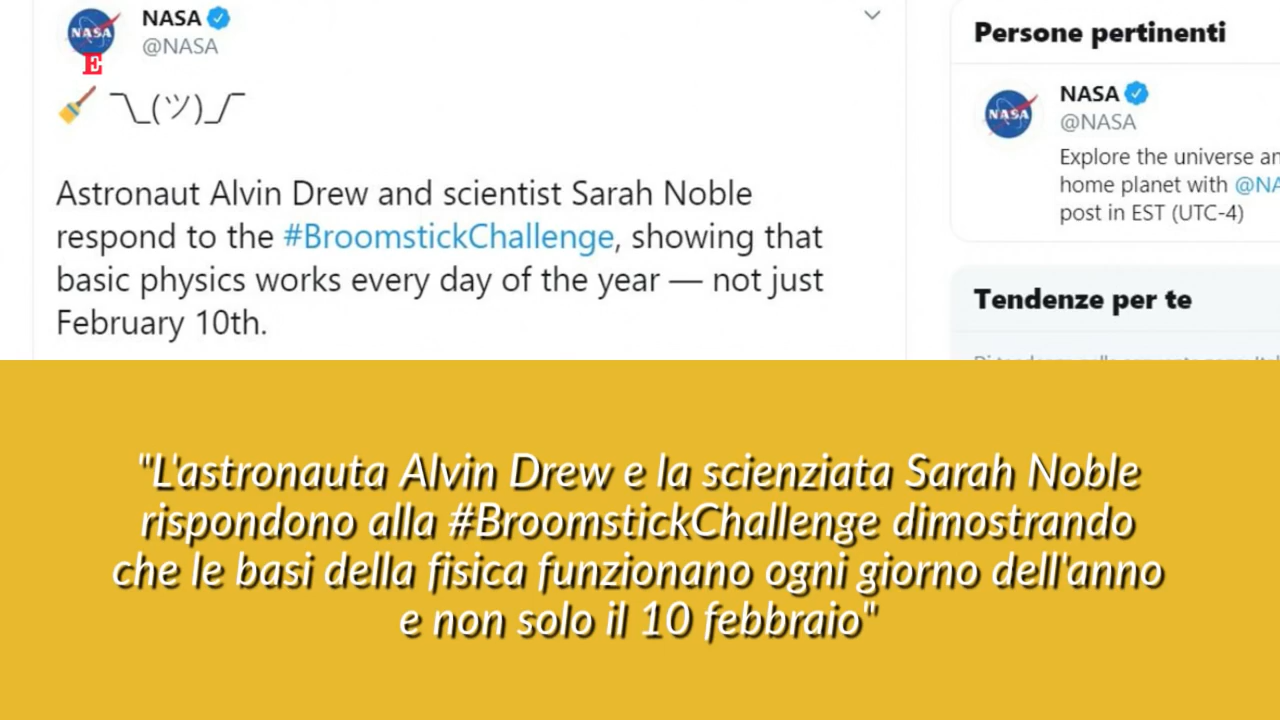 NASA
@NASA
NASA
E
🧹 ¯\_(ツ)_/¯
Astronaut Alvin Drew and scientist Sarah Noble
respond to the #BroomstickChallenge, showing that
basic physics works every day of the year — not just
February 10th.
Persone pertinenti
NASA
NASA
@NASA
Explore the universe an
home planet with @NA
post in EST (UTC-4)
Tendenze per te
"L'astronauta Alvin Drew e la scienziata Sarah Noble
rispondono alla #BroomstickChallenge dimostrando
che le basi della fisica funzionano ogni giorno dell'anno
e non solo il 10 febbraio"